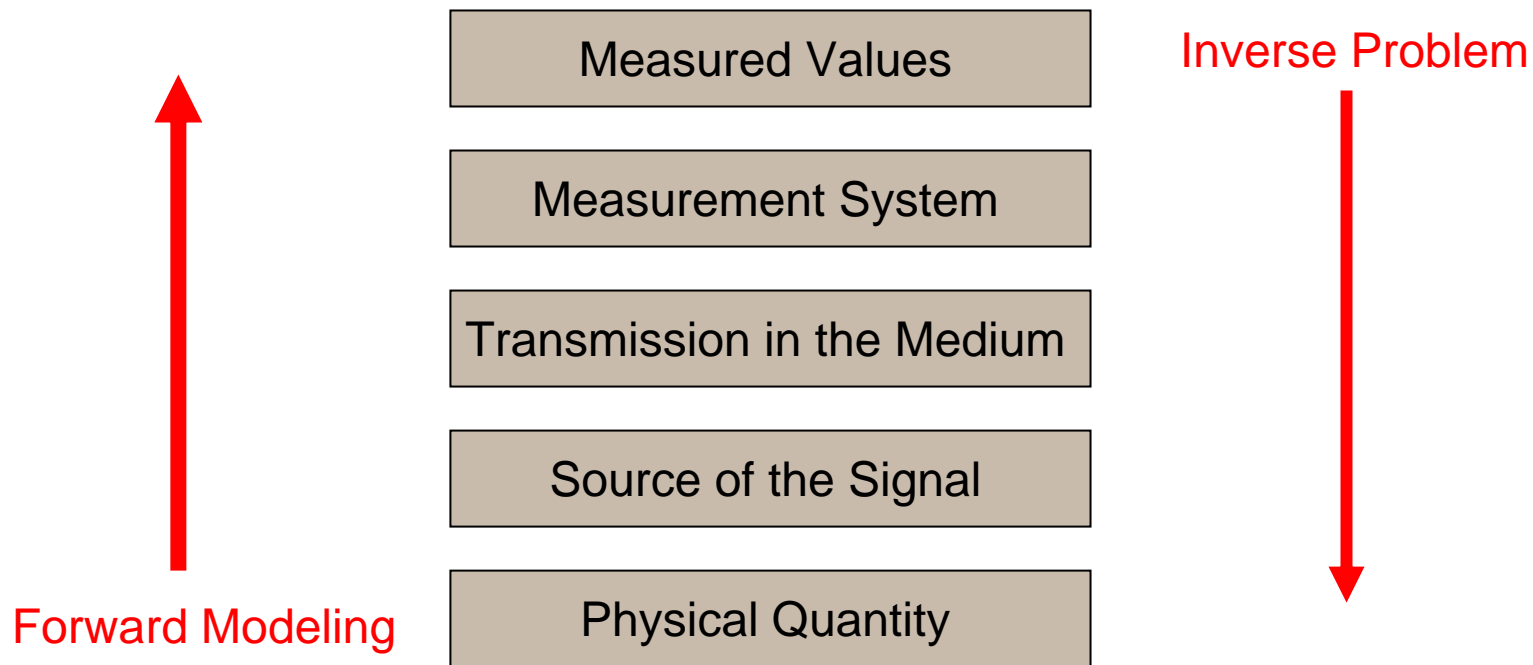 Measured Values
Inverse Problem
Measurement System
Transmission in the Medium
Source of the Signal
Physical Quantity
Forward Modeling